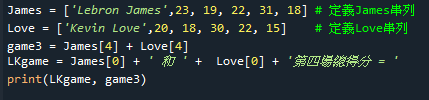 James = ['Lebron James',23, 19, 22, 31, 18] # 定義James串列
Love = ['Kevin Love',20, 18, 30, 22, 15] # 定義Love串列
game3 = James[4] + Love[4]
LKgame = James[0] + ' 和 ' + Love[0] + '第四場總得分 = '
print(LKgame, game3)